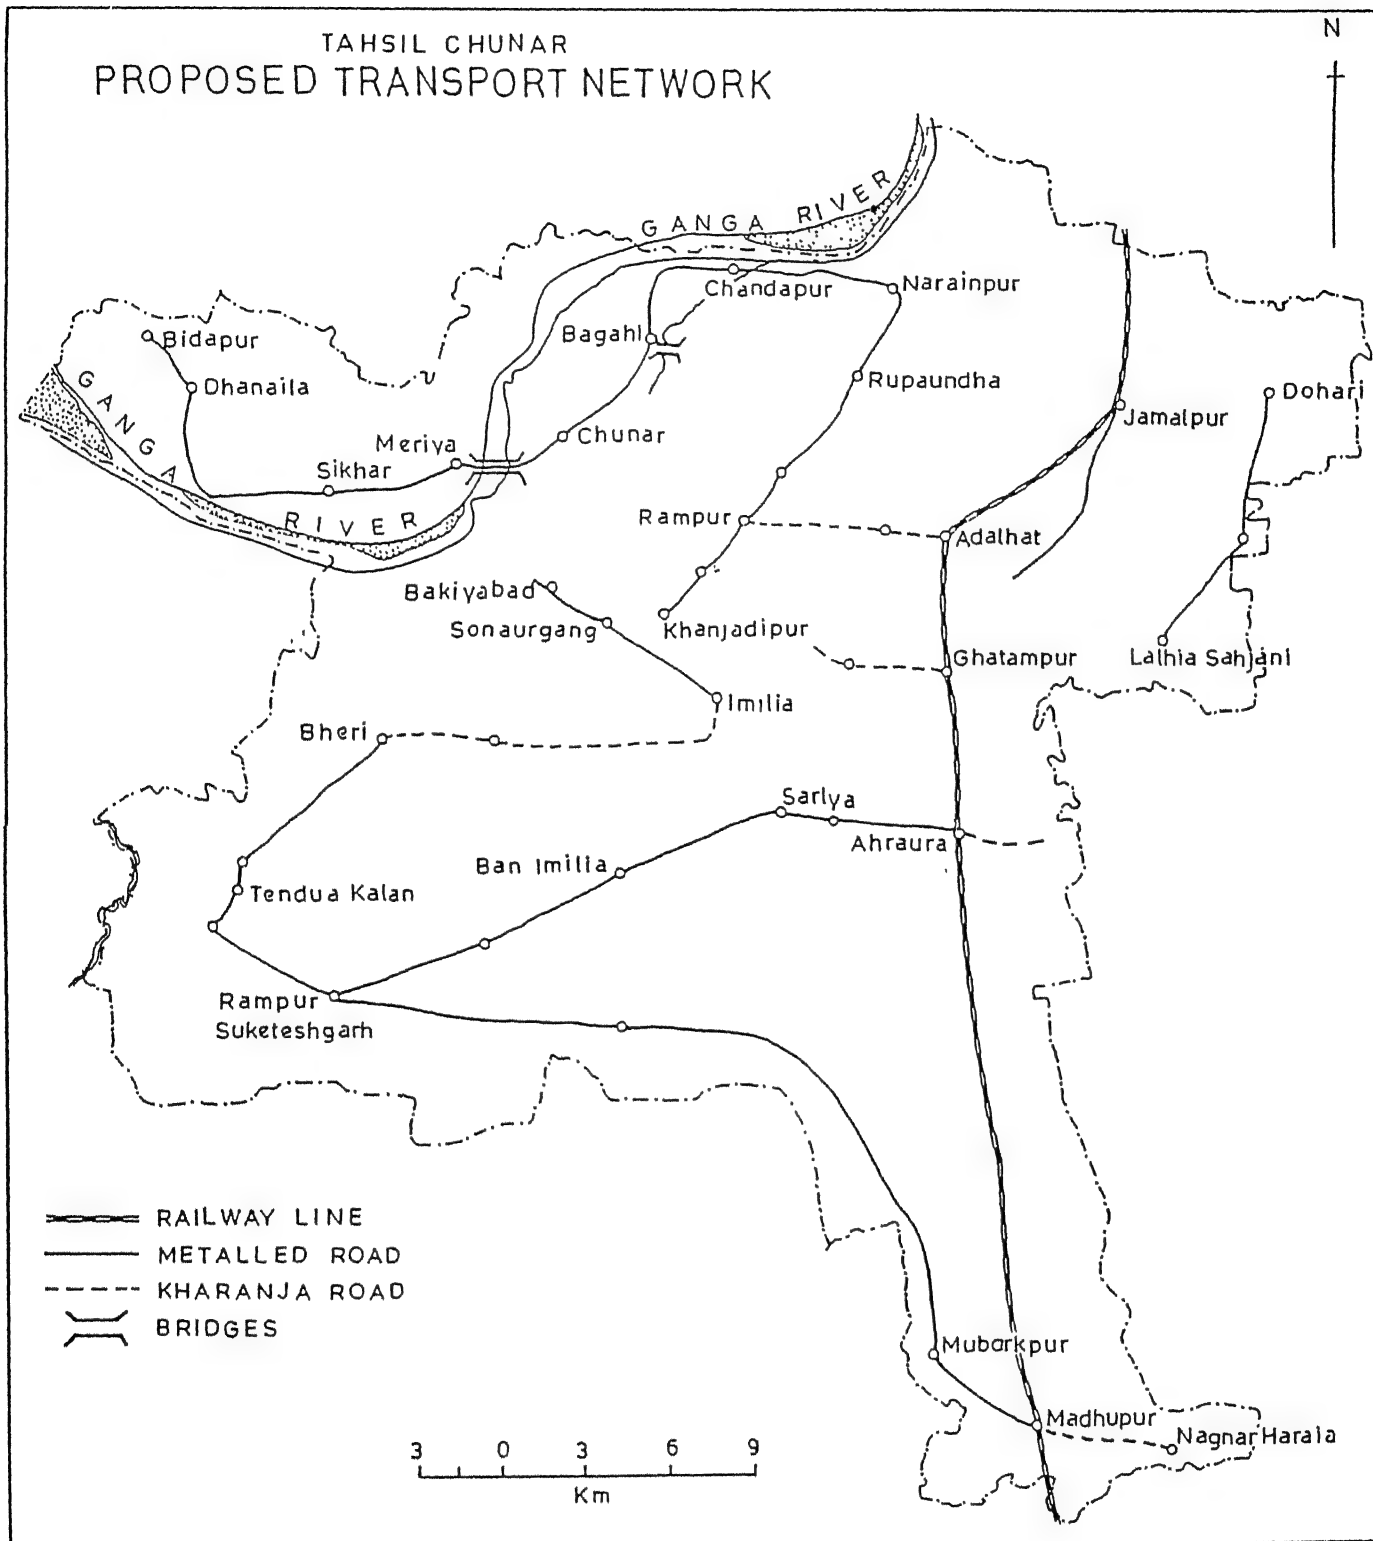 N
TAHSIL CHUNAR
PROPOSED TRANSPORT NETWORK
GANGA RIVER
Chandapur
Narainpur
Bidapur
Bagahi
Dhanaila
Rupaundha
Dohari
GANGA RIVER
Jamalpur
Meriya
Chunar
Sikhar
Rampur
Adalhat
Bakiyabad
Sonaurgang
Khanjadipur
Ghatampur
Lalhia Sahjani
Imilia
Bheri
Sariya
Ahraura
Ban Imilia
Tendua Kalan
Rampur
Suketeshgarh
RAILWAY LINE
METALLED ROAD
KHARANJA ROAD
BRIDGES
Mubarkpur
Madhupur
Nagnar Haraia
3 0 3 6 9
Km